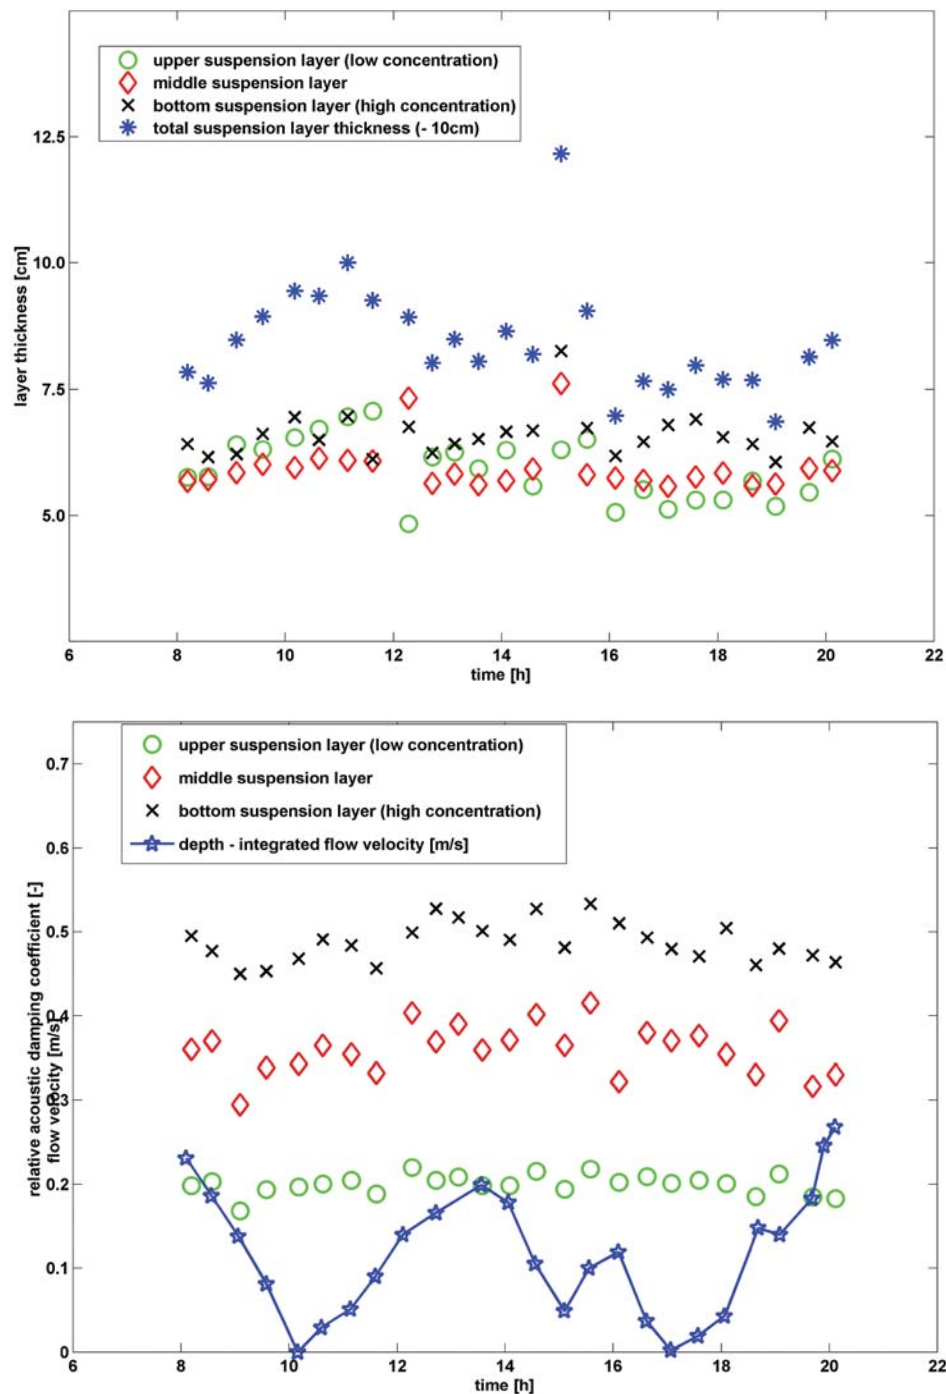 upper suspension layer (low concentration)
middle suspension layer
bottom suspension layer (high concentration)
total suspension layer thickness (- 10cm)
layer thickness [cm]
12.5
10.0
7.5
5.0
6 8 10 12 14 16 18 20 22
time [h]
upper suspension layer (low concentration)
middle suspension layer
bottom suspension layer (high concentration)
depth - integrated flow velocity [m/s]
relative acoustic damping coefficient [-]
flow velocity [m/s]
0.7
0.6
0.5
0.4
0.3
0.2
0.1
0
6 8 10 12 14 16 18 20 22
time [h]